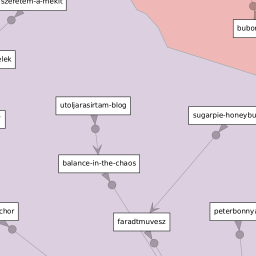 szeretem-a-mekit
bubor
elek
utoljarasirtam-blog
sugarpie-honeybu
balance-in-the-chaos
chor
faradtmuvesz
peterbonnya